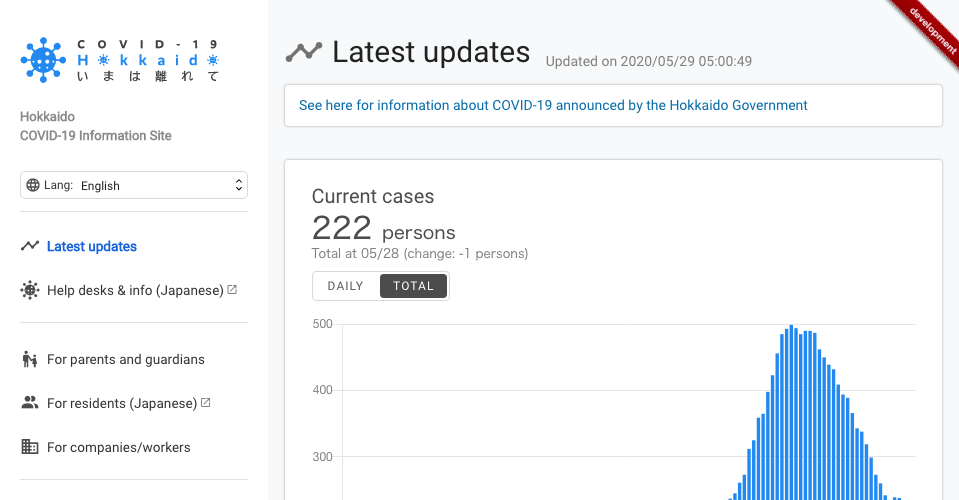 COVID-19
Hokkaido
いまは離れて
Hokkaido
COVID-19 Information Site
Lang: English
Latest updates
Help desks & info (Japanese)
For parents and guardians
For residents (Japanese)
For companies/workers
Latest updates Updated on 2020/05/29 05:00:49
development
See here for information about COVID-19 announced by the Hokkaido Government
Current cases
222 persons
Total at 05/28 (change: -1 persons)
DAILY TOTAL
500
400
300